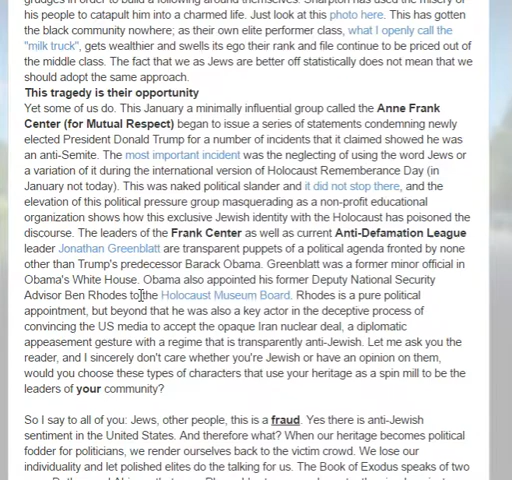 grudges in order to build a following around themselves. Sharpton has used the misery of
his people to catapult him into a charmed life. Just look at this photo here. This has gotten
the black community nowhere; as their own elite performer class, what I openly call the
"milk truck", gets wealthier and swells its ego their rank and file continue to be priced out of
the middle class. The fact that we as Jews are better off statistically does not mean that we
should adopt the same approach.
This tragedy is their opportunity
Yet some of us do. This January a minimally influential group called the Anne Frank
Center (for Mutual Respect) began to issue a series of statements condemning newly
elected President Donald Trump for a number of incidents that it claimed showed he was
an anti-Semite. The most important incident was the neglecting of using the word Jews or
a variation of it during the international version of Holocaust Rememberance Day (in
January not today). This was naked political slander and it did not stop there, and the
elevation of this political pressure group masquerading as a non-profit educational
organization shows how this exclusive Jewish identity with the Holocaust has poisoned the
discourse. The leaders of the Frank Center as well as current Anti-Defamation League
leader Jonathan Greenblatt are transparent puppets of a political agenda fronted by none
other than Trump's predecessor Barack Obama. Greenblatt was a former minor official in
Obama's White House. Obama also appointed his former Deputy National Security
Advisor Ben Rhodes to the Holocaust Museum Board. Rhodes is a pure political
appointment, but beyond that he was also a key actor in the deceptive process of
convincing the US media to accept the opaque Iran nuclear deal, a diplomatic
appeasement gesture with a regime that is transparently anti-Jewish. Let me ask you the
reader, and I sincerely don't care whether you're Jewish or have an opinion on them,
would you choose these types of characters that use your heritage as a spin mill to be the
leaders of your community?
So I say to all of you: Jews, other people, this is a fraud. Yes there is anti-Jewish
sentiment in the United States. And therefore what? When our heritage becomes political
fodder for politicians, we render ourselves back to the victim crowd. We lose our
individuality and let polished elites do the talking for us. The Book of Exodus speaks of two